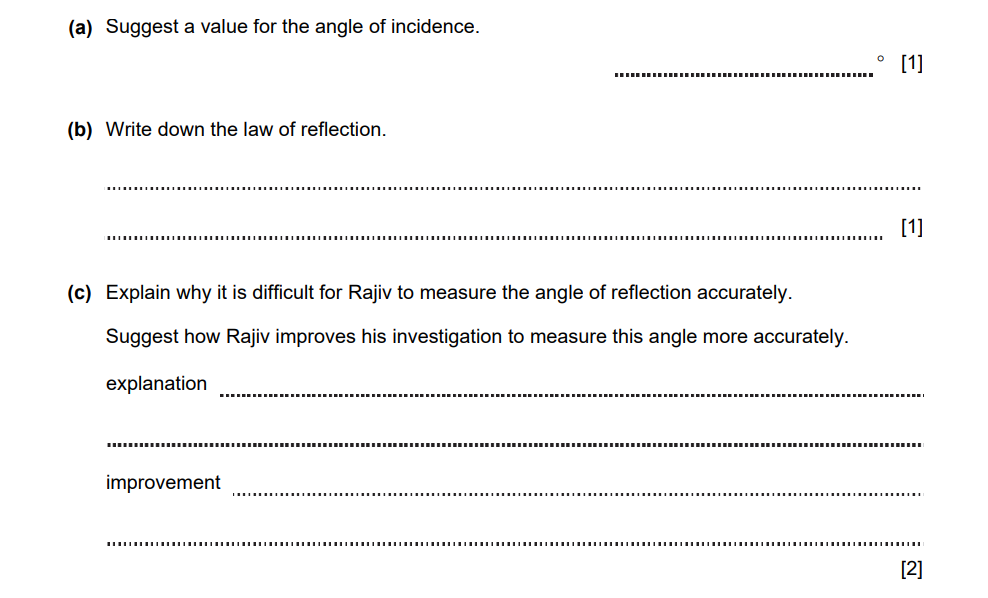 (a) Suggest a value for the angle of incidence.
° [1]
(b) Write down the law of reflection.
[1]
(c) Explain why it is difficult for Rajiv to measure the angle of reflection accurately.
Suggest how Rajiv improves his investigation to measure this angle more accurately.
explanation
improvement
[2]